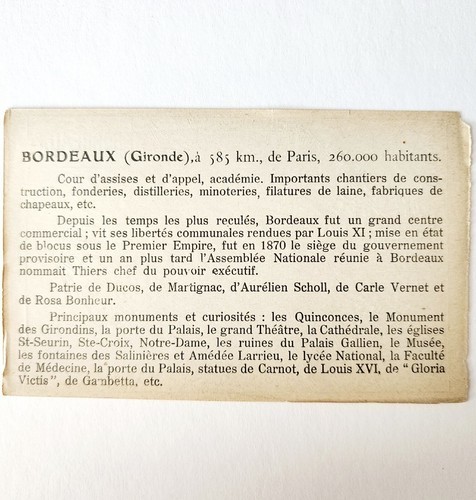 BORDEAUX (Gironde), à 585 km., de Paris, 260.000 habitants.
Cour d'assises et d'appel, académie. Importants chantiers de cons-
truction, fonderies, distilleries, minoteries, filatures de laine, fabriques de
chapeaux, etc.
Depuis les temps les plus reculés, Bordeaux fut un grand centre
commercial ; vit ses libertés communales rendues par Louis XI ; mise en état
de blocus sous le Premier Empire, fut en 1870 le siège du gouvernement
provisoire et un an plus tard l'Assemblée Nationale réunie à Bordeaux
nommait Thiers chef du pouvoir exécutif.
Patrie de Ducos, de Martignac, d'Aurélien Scholl, de Carle Vernet et
de Rosa Bonheur.
Principaux monuments et curiosités : les Quinconces, le Monument
des Girondins, la porte du Palais, le grand Théâtre, la Cathédrale, les églises
St-Seurin, Ste-Croix, Notre-Dame, les ruines du Palais Gallien, le Musée,
les fontaines des Salinières et Amédée Larrieu, le lycée National, la Faculté
de Médecine, la porte du Palais, statues de Carnot, de Louis XVI, de “ Gloria
Victis ”, de Gambetta, etc.